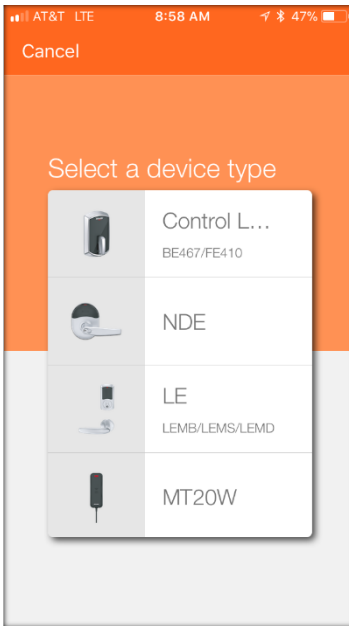 AT&T LTE 8:58 AM 47%
Cancel
Select a device type
Control L...
BE467/FE410
NDE
LE
LEMB/LEMS/LEMD
MT20W